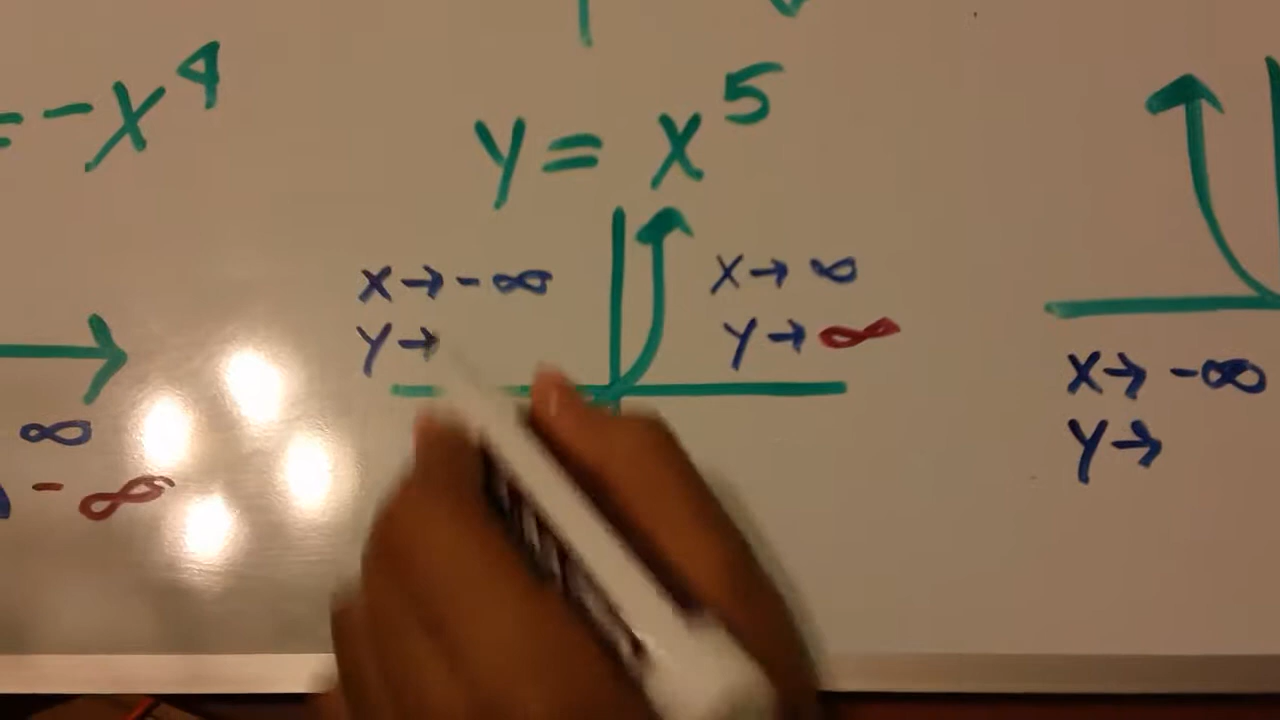 = -x⁴
∞
-∞
y = x⁵
x → -∞
y →
x → ∞
y → ∞
x → -∞
y →